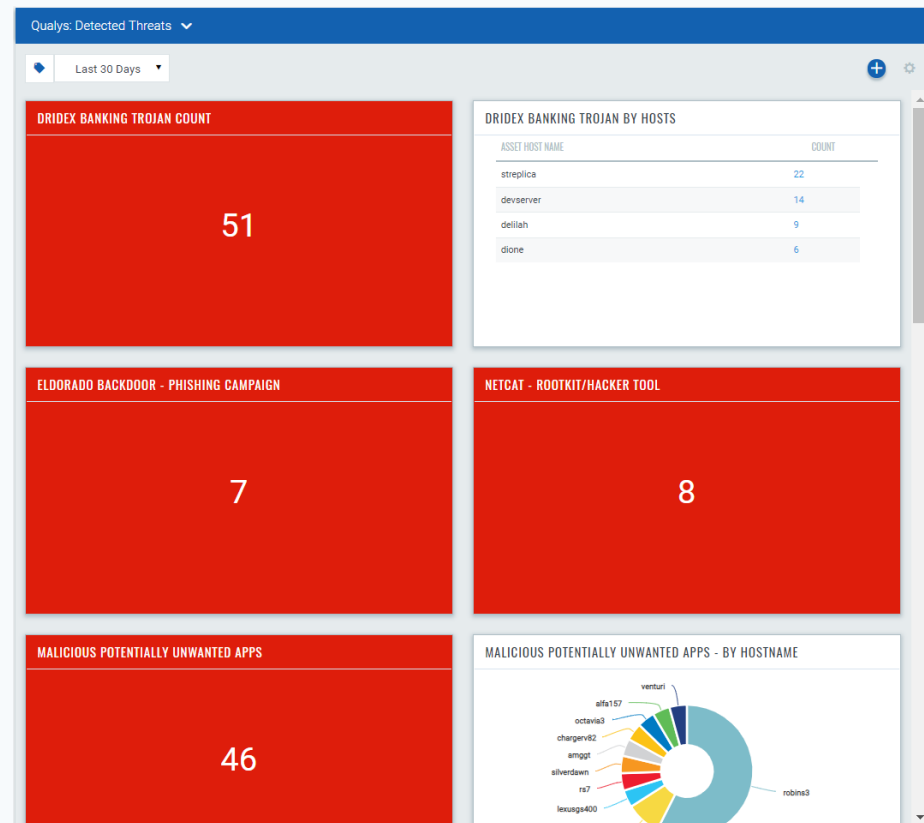 Qualys: Detected Threats
Last 30 Days
DRIDEX BANKING TROJAN COUNT
51
DRIDEX BANKING TROJAN BY HOSTS
ASSET HOST NAME COUNT
streplica 22
devserver 14
delilah 9
dione 6
ELDORADO BACKDOOR - PHISHING CAMPAIGN
7
NETCAT - ROOTKIT/HACKER TOOL
8
MALICIOUS POTENTIALLY UNWANTED APPS
46
MALICIOUS POTENTIALLY UNWANTED APPS - BY HOSTNAME
venturi
alfa157
octavia3
chargerv82
amggt
silverdawn
rs7
lexusgs400
robins3